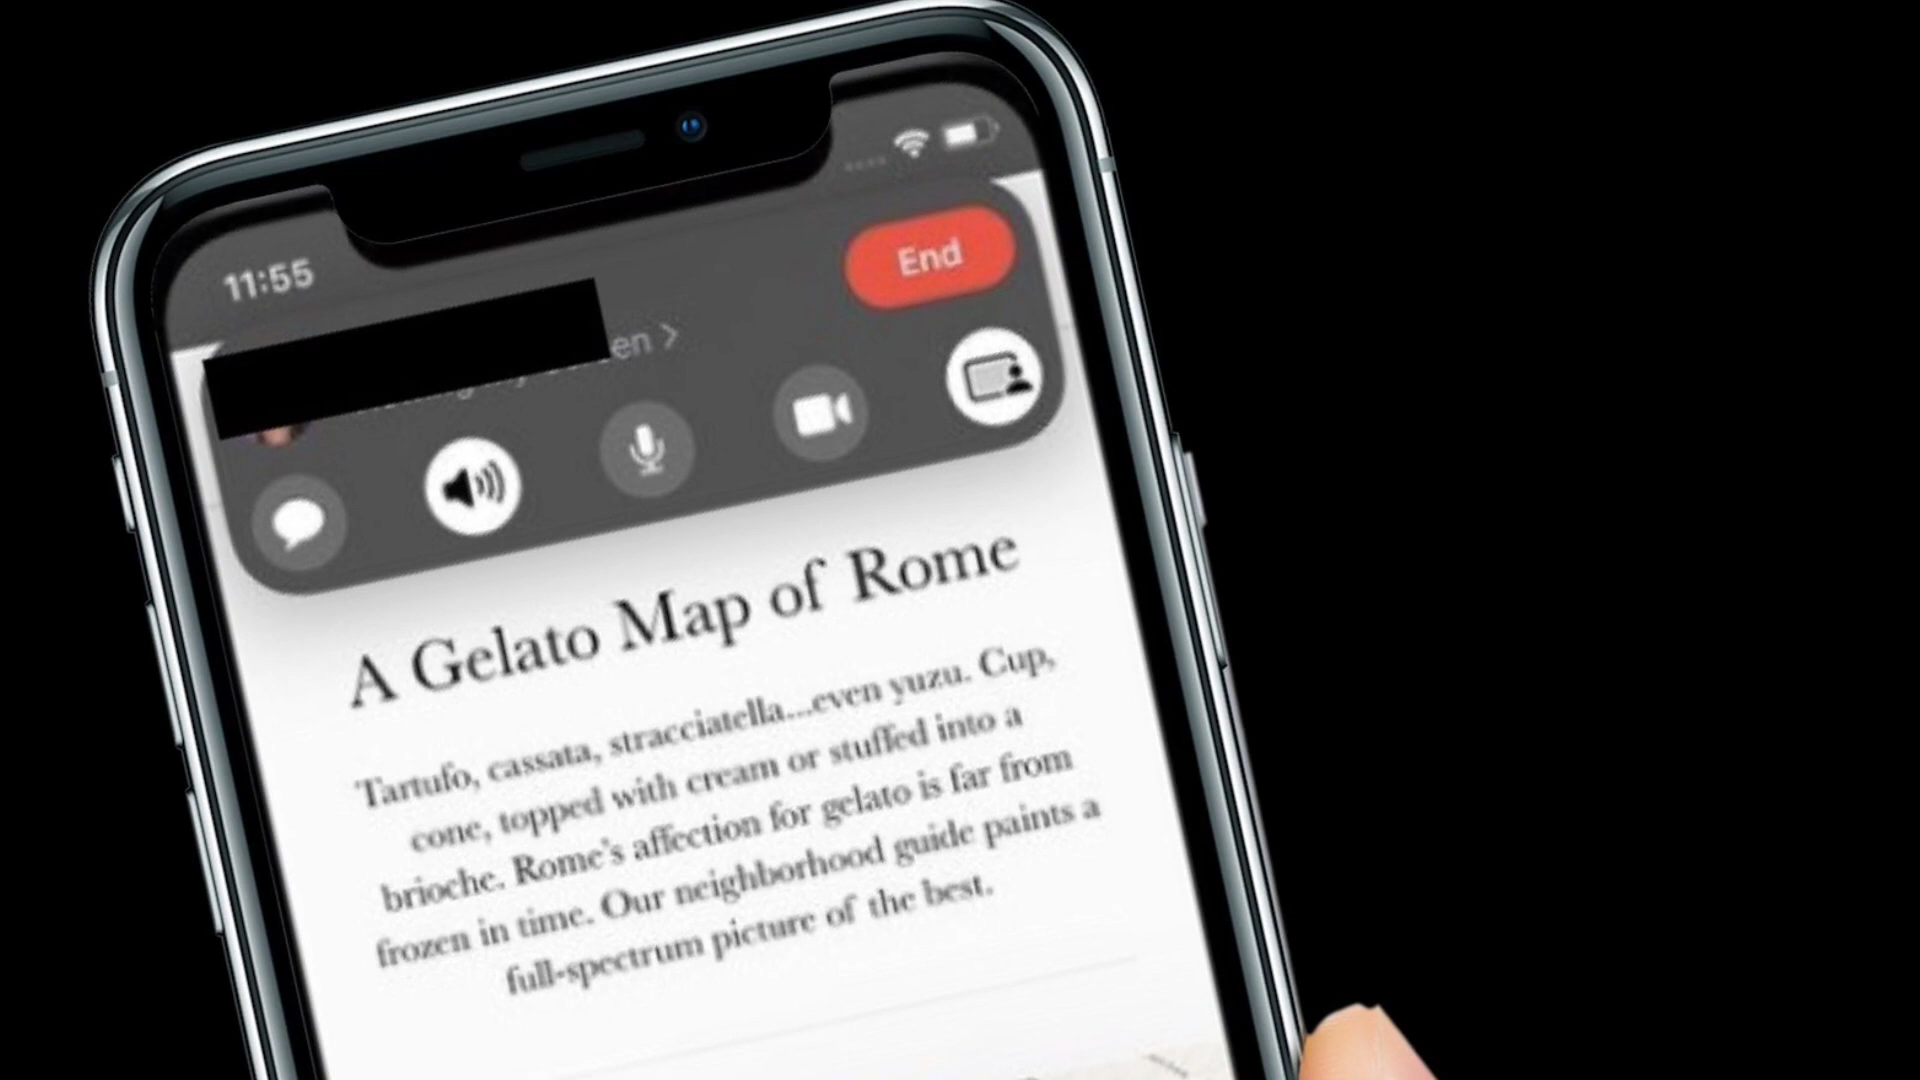 11:55
End
en >
A Gelato Map of Rome
Tartufo, cassata, stracciatella...even yuzu. Cup,
cone, topped with cream or stuffed into a
brioche. Rome's affection for gelato is far from
frozen in time. Our neighborhood guide paints a
full-spectrum picture of the best.